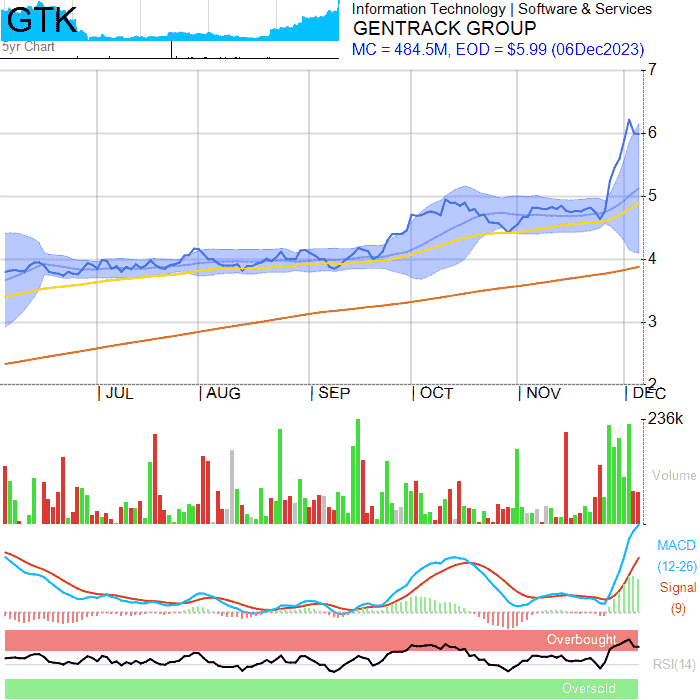 GTK
5yr Chart
Information Technology | Software & Services
GENTRACK GROUP
MC = 484.5M, EOD = $5.99 (06Dec2023)
7
6
5
4
3
2
JUL
AUG
SEP
OCT
NOV
DEC
236k
Volume
MACD
(12-26)
Signal
(9)
Overbought
RSI(14)
Oversold